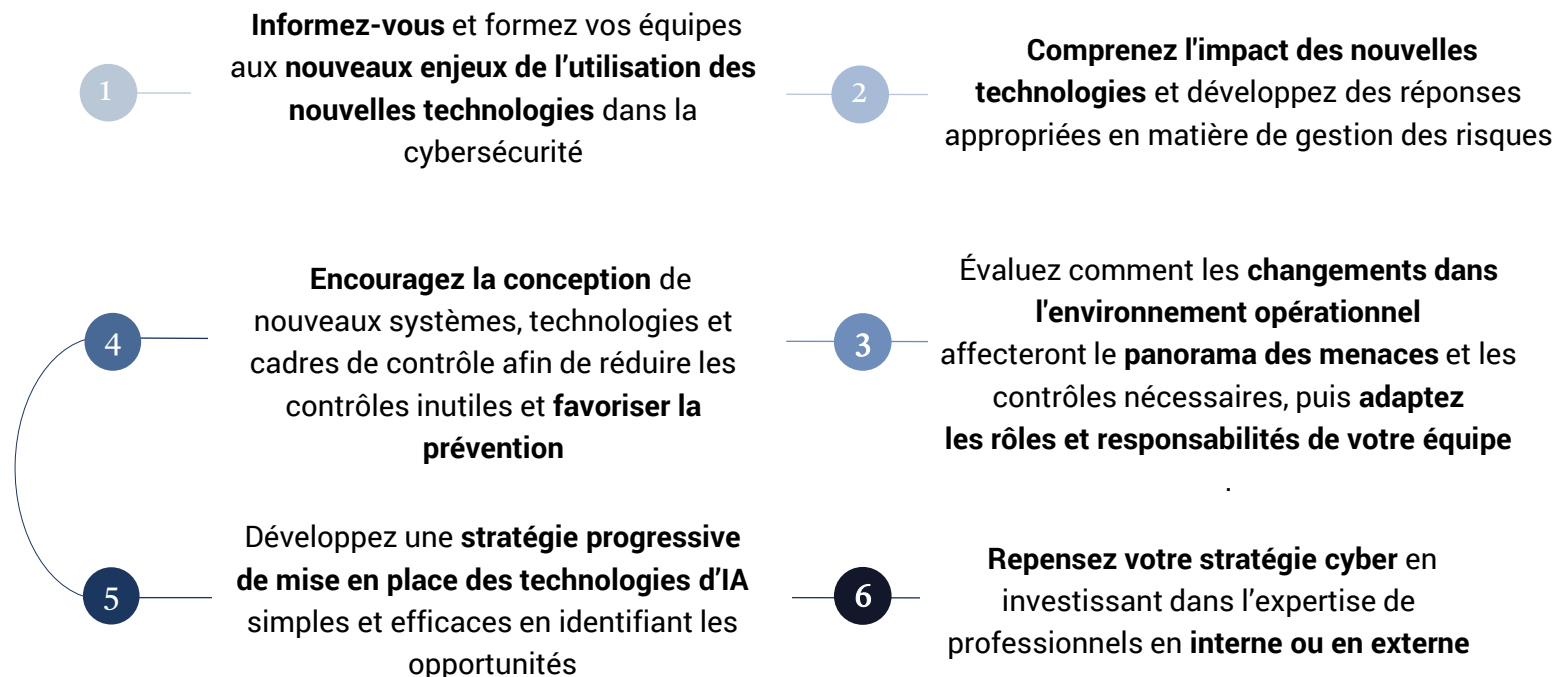 1
Informez-vous et formez vos équipes
aux nouveaux enjeux de l’utilisation des
nouvelles technologies dans la
cybersécurité
2
Comprenez l'impact des nouvelles
technologies et développez des réponses
appropriées en matière de gestion des risques
3
Évaluez comment les changements dans
l'environnement opérationnel
affecteront le panorama des menaces et les
contrôles nécessaires, puis adaptez
les rôles et responsabilités de votre équipe
.
4
Encouragez la conception de
nouveaux systèmes, technologies et
cadres de contrôle afin de réduire les
contrôles inutiles et favoriser la
prévention
5
Développez une stratégie progressive
de mise en place des technologies d’IA
simples et efficaces en identifiant les
opportunités
6
Repensez votre stratégie cyber en
investissant dans l’expertise de
professionnels en interne ou en externe